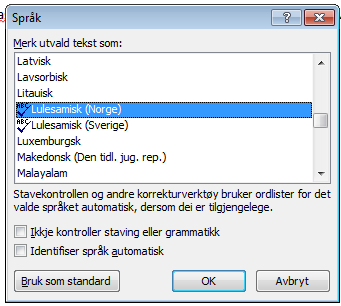 Språk
Merk utvald tekst som:
Latvisk
Lavsorbisk
Litauisk
ABC Lulesamisk (Norge)
ABC Lulesamisk (Sverige)
Luxemburgsk
Makedonsk (Den tidl. jug. rep.)
Malayalam
Stavekontrollen og andre korrekturverktøy bruker ordlister for det
valde språket automatisk, dersom dei er tilgjengelege.
Ikkje kontroller staving eller grammatikk
Identifiser språk automatisk
Bruk som standard OK Avbryt